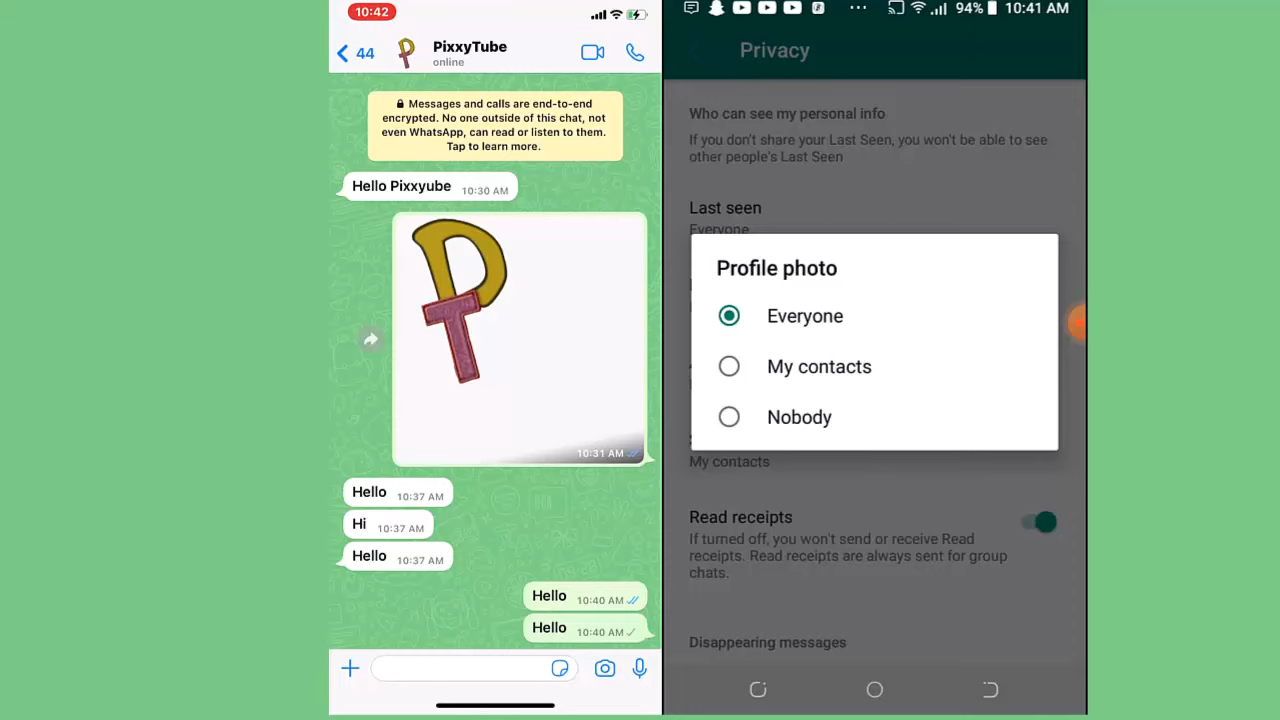 10:42
44
PixxyTube
online
Messages and calls are end-to-end
encrypted. No one outside of this chat, not
even WhatsApp, can read or listen to them.
Tap to learn more.
Hello Pixxyube 10:30 AM
P
T
10:31 AM
Hello 10:37 AM
Hi 10:37 AM
Hello 10:37 AM
Hello 10:40 AM
Hello 10:40 AM
94% 10:41 AM
Privacy
Who can see my personal info
If you don't share your Last Seen, you won't be able to see
other people's Last Seen
Last seen
Everyone
Profile photo
Everyone
My contacts
Nobody
My contacts
Read receipts
If turned off, you won't send or receive Read
receipts. Read receipts are always sent for group
chats.
Disappearing messages